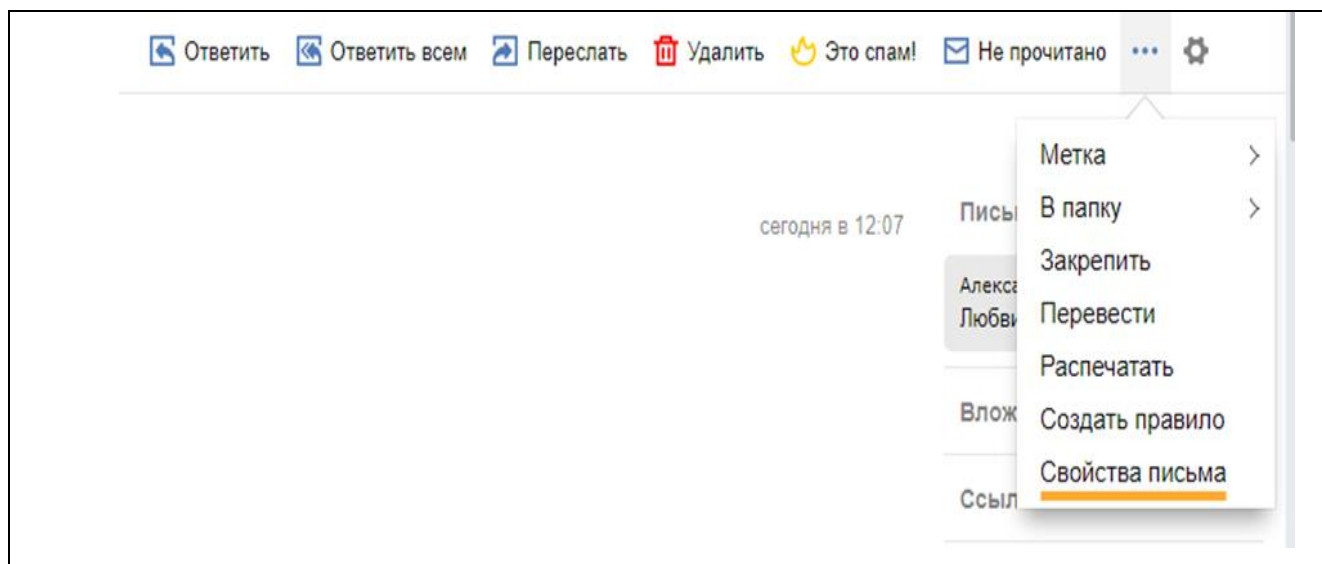 Ответить Ответить всем Переслать Удалить Это спам! Не прочитано
Метка
сегодня в 12:07
В папку
Закрепить
Перевести
Распечатать
Создать правило
Свойства письма